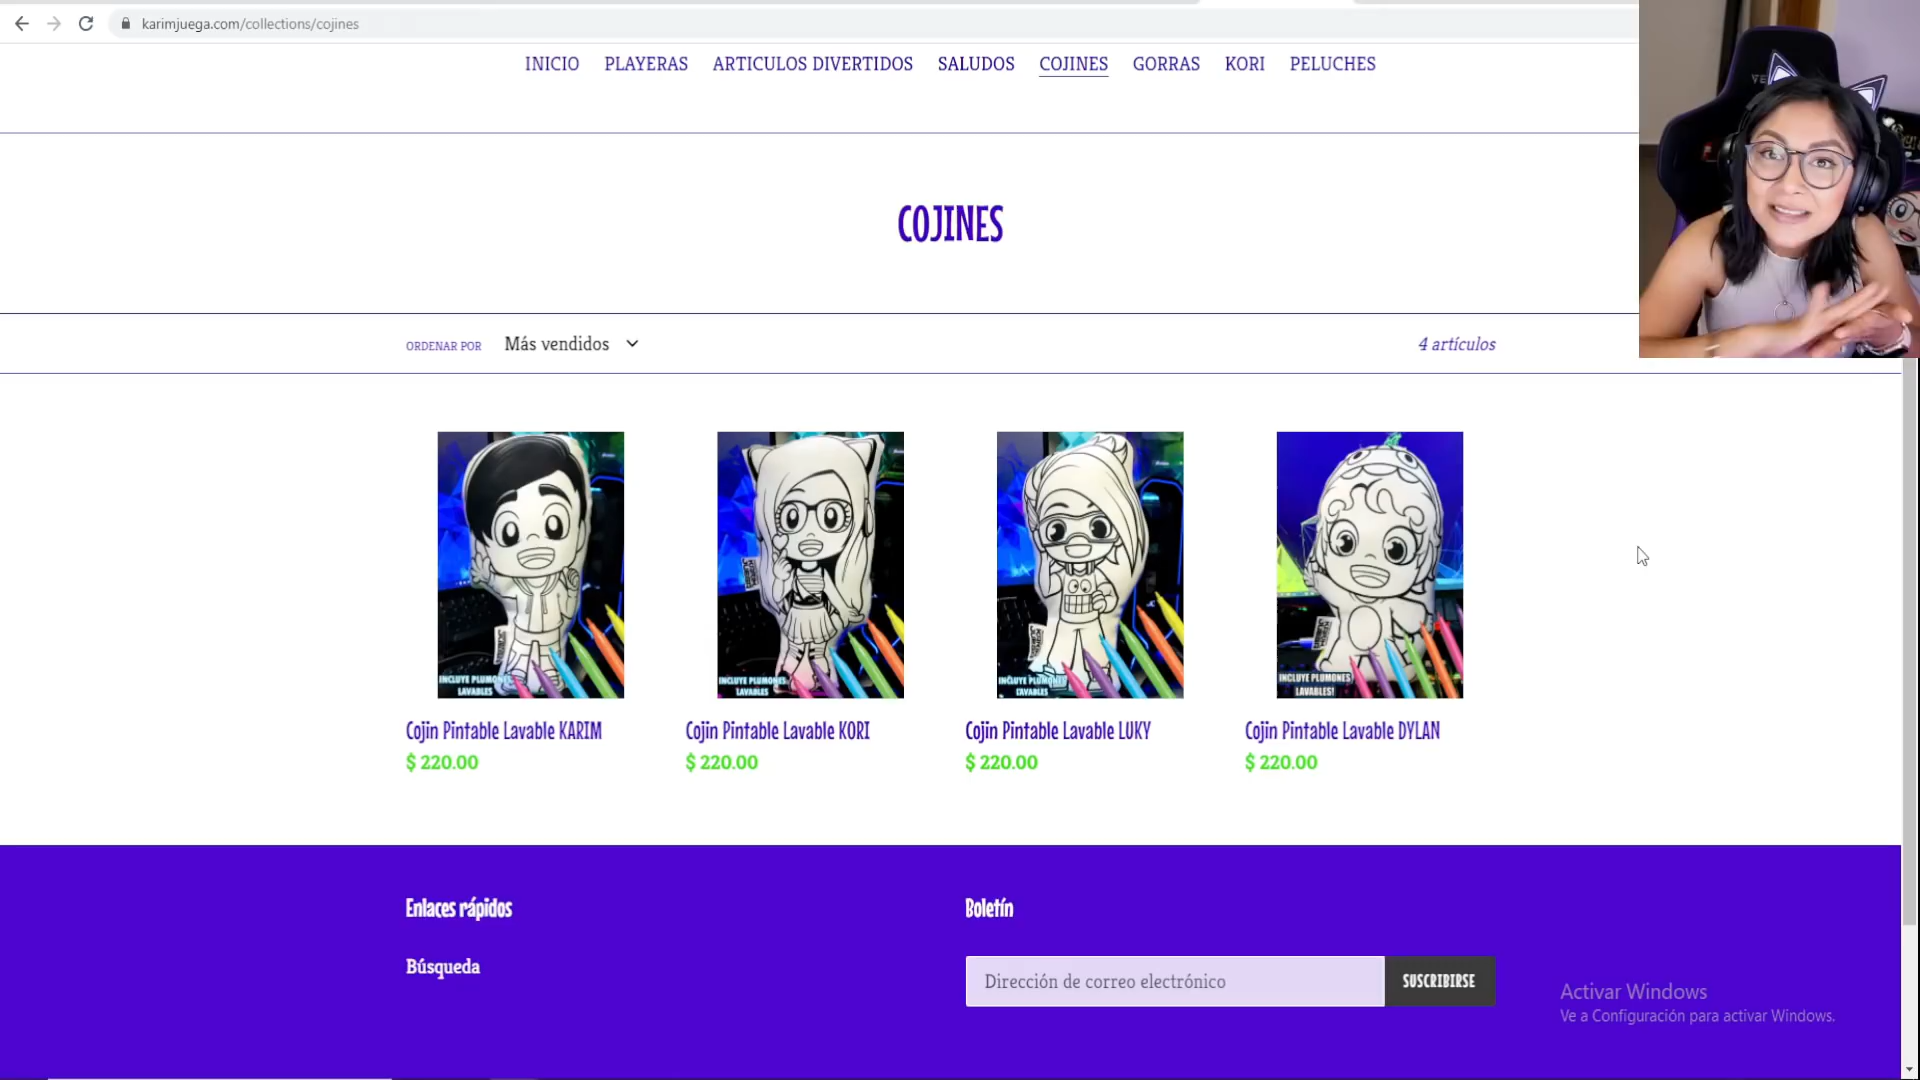 karimjuega.com/collections/cojines
INICIO PLAYERAS ARTICULOS DIVERTIDOS SALUDOS COJINES GORRAS KORI PELUCHES
COJINES
ORDENAR POR Más vendidos
4 artículos
INCLUYE PLUMONES
LAVABLES
INCLUYE PLUMONES
LAVABLES
INCLUYE PLUMONES
LAVABLES
INCLUYE PLUMONES
LAVABLES!
Cojin Pintable Lavable KARIM
$ 220.00
Cojin Pintable Lavable KORI
$ 220.00
Cojin Pintable Lavable LUKY
$ 220.00
Cojin Pintable Lavable DYLAN
$ 220.00
Enlaces rápidos
Búsqueda
Boletín
Dirección de correo electrónico
SUSCRIBIRSE
Activar Windows
Ve a Configuración para activar Windows.